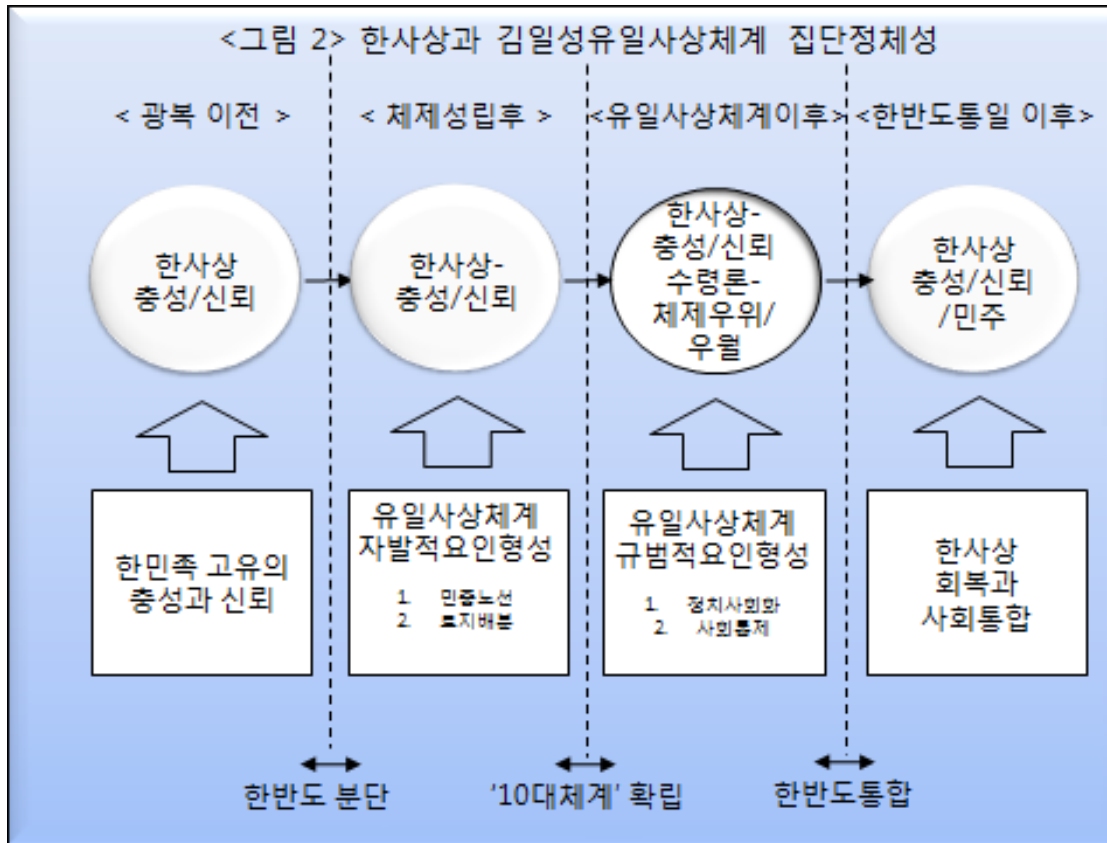 <그림 2> 한사상과 김일성유일사상체계 집단정체성
< 광복 이전 >
< 체제성립후 >
<유일사상체계이후>
<한반도통일 이후>
한사상
충성/신뢰
한사상-
충성/신뢰
한사상-
충성/신뢰
수령론-
체제우위/
우월
한사상
충성/신뢰
/민주
한민족 고유의
충성과 신뢰
유일사상체계
자발적요인형성
1. 민중노선
2. 토지배분
유일사상체계
규범적요인형성
1. 정치사회화
2. 사회통제
한사상
회복과
사회통합
한반도 분단
'10대체계' 확립
한반도통합